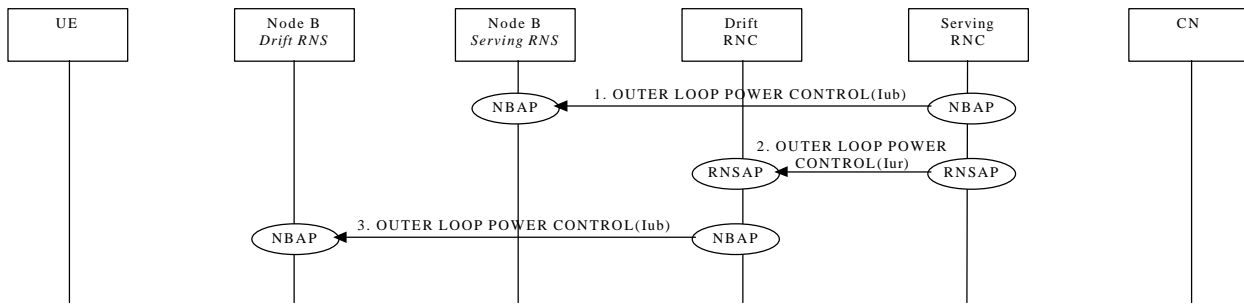 UE
Node B
Drift RNS
Node B
Serving RNS
Drift
RNC
Serving
RNC
CN
NBAP
1. OUTER LOOP POWER CONTROL(Iub)
NBAP
RNSAP
2. OUTER LOOP POWER
CONTROL(Iur)
RNSAP
NBAP
3. OUTER LOOP POWER CONTROL(Iub)
NBAP